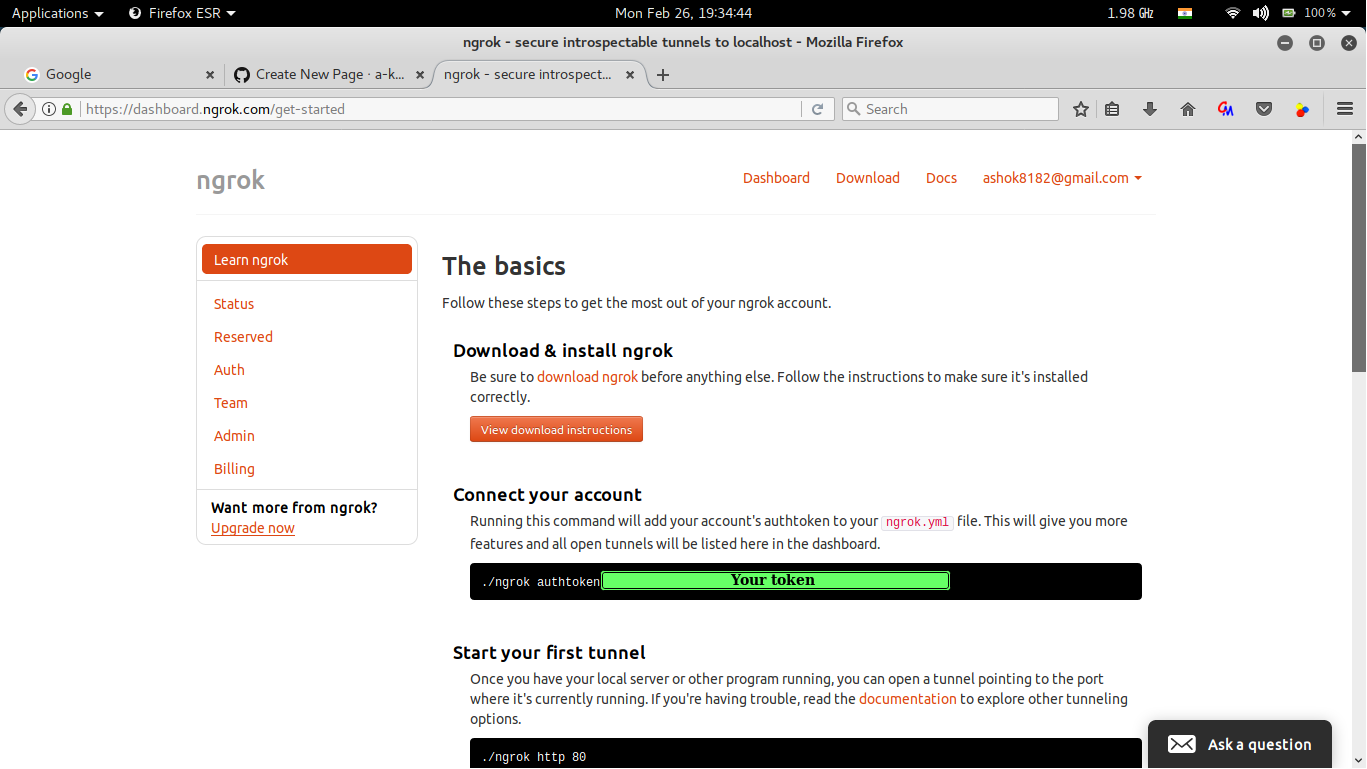 Applications Firefox ESR Mon Feb 26, 19:34:44 1.98 GHz 100%
ngrok - secure introspectable tunnels to localhost - Mozilla Firefox
Google Create New Page · a-k... ngrok - secure introspect...
https://dashboard.ngrok.com/get-started Search
ngrok Dashboard Download Docs ashok8182@gmail.com
Learn ngrok
Status
Reserved
Auth
Team
Admin
Billing
Want more from ngrok?
Upgrade now
The basics
Follow these steps to get the most out of your ngrok account.
Download & install ngrok
Be sure to download ngrok before anything else. Follow the instructions to make sure it's installed
correctly.
View download instructions
Connect your account
Running this command will add your account's authtoken to your ngrok.yml file. This will give you more
features and all open tunnels will be listed here in the dashboard.
./ngrok authtoken Your token
Start your first tunnel
Once you have your local server or other program running, you can open a tunnel pointing to the port
where it's currently running. If you're having trouble, read the documentation to explore other tunneling
options.
./ngrok http 80
Ask a question